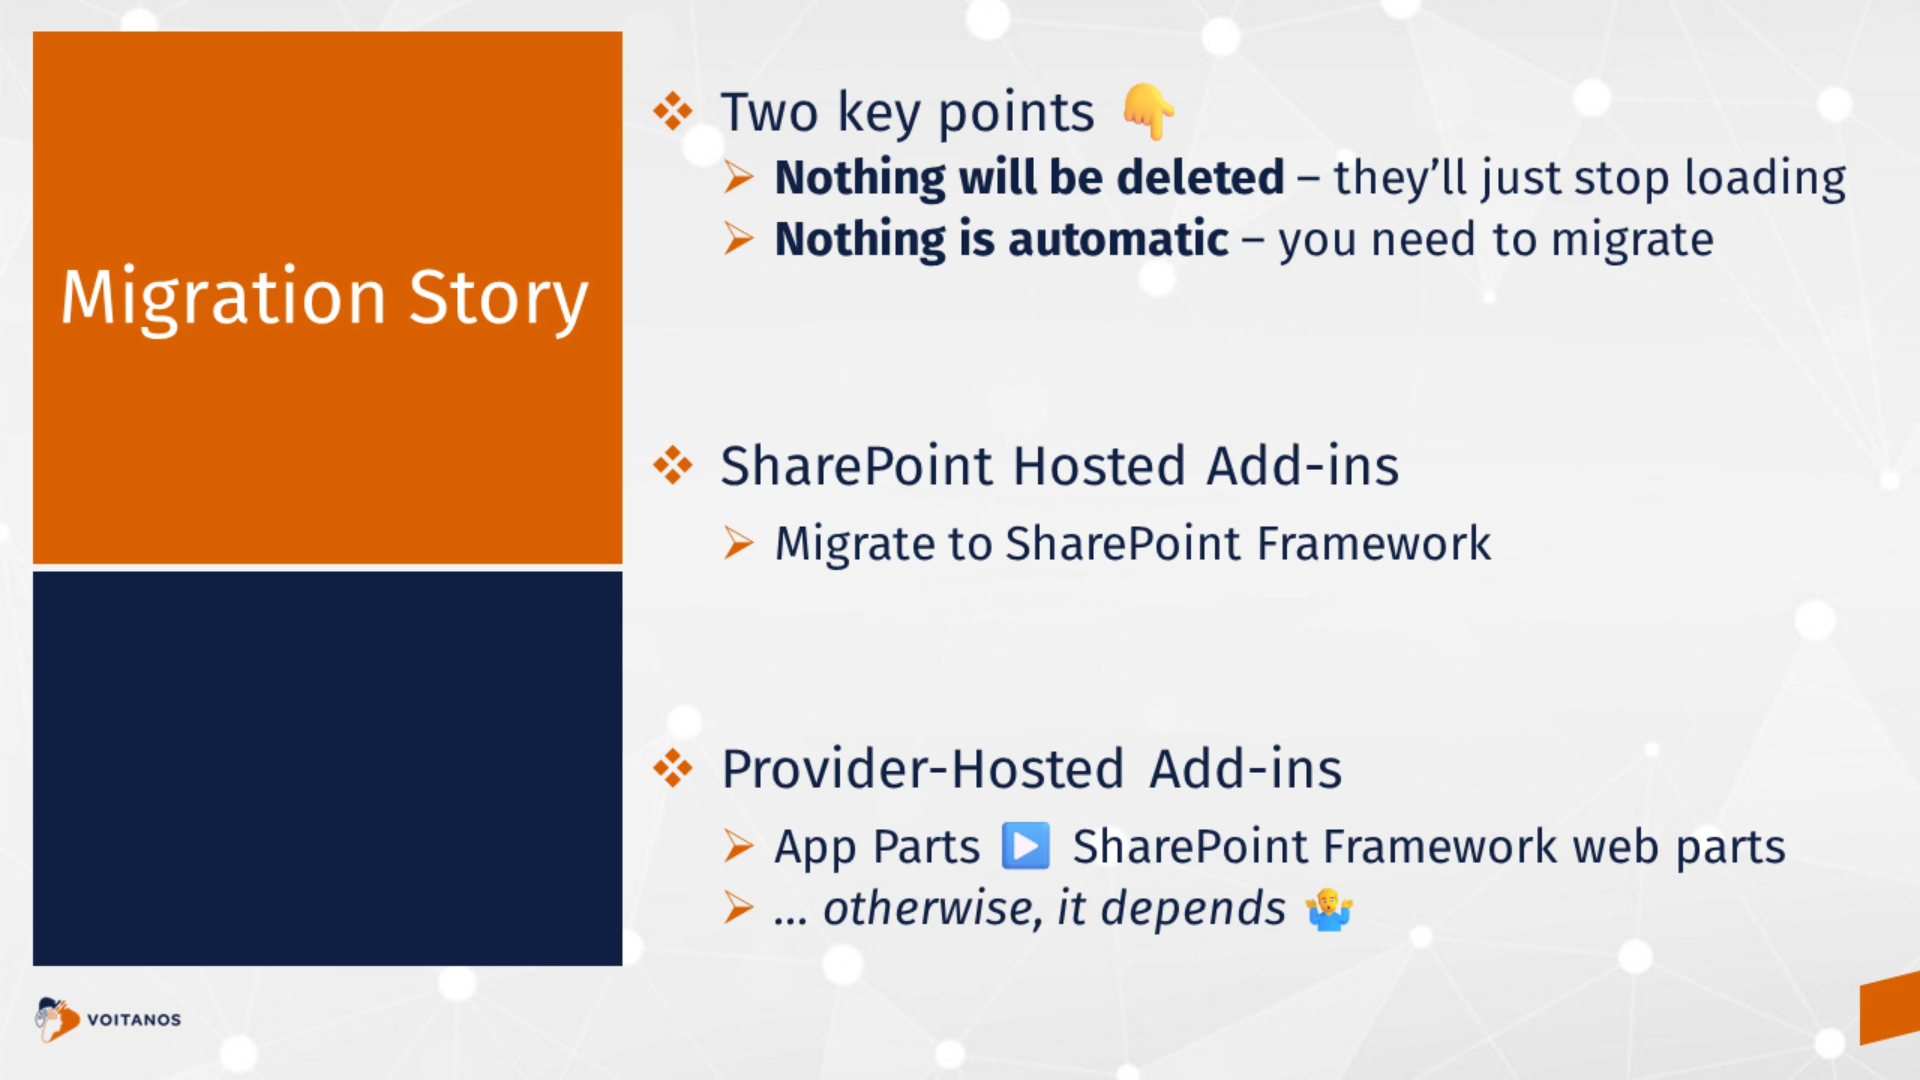 Migration Story
Two key points 👇
Nothing will be deleted – they’ll just stop loading
Nothing is automatic – you need to migrate
SharePoint Hosted Add-ins
Migrate to SharePoint Framework
Provider-Hosted Add-ins
App Parts ▶️ SharePoint Framework web parts
... otherwise, it depends 🤷‍♂️
VOITANOS